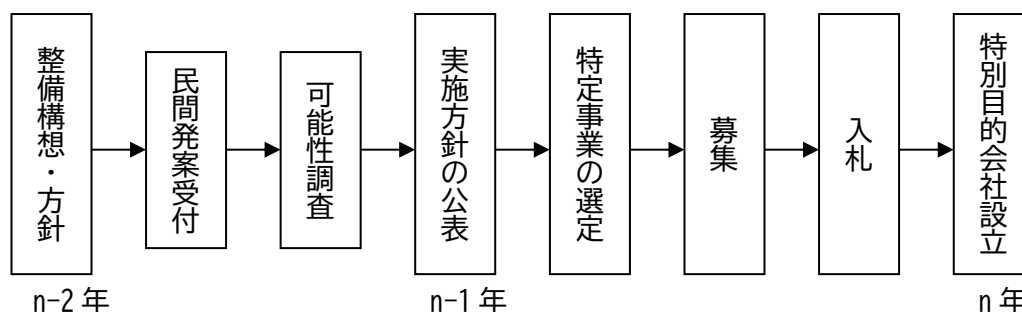 整備構想・方針
民間発案受付
可能性調査
実施方針の公表
特定事業の選定
募集
入札
特別目的会社設立
n-2 年
n-1 年
n 年